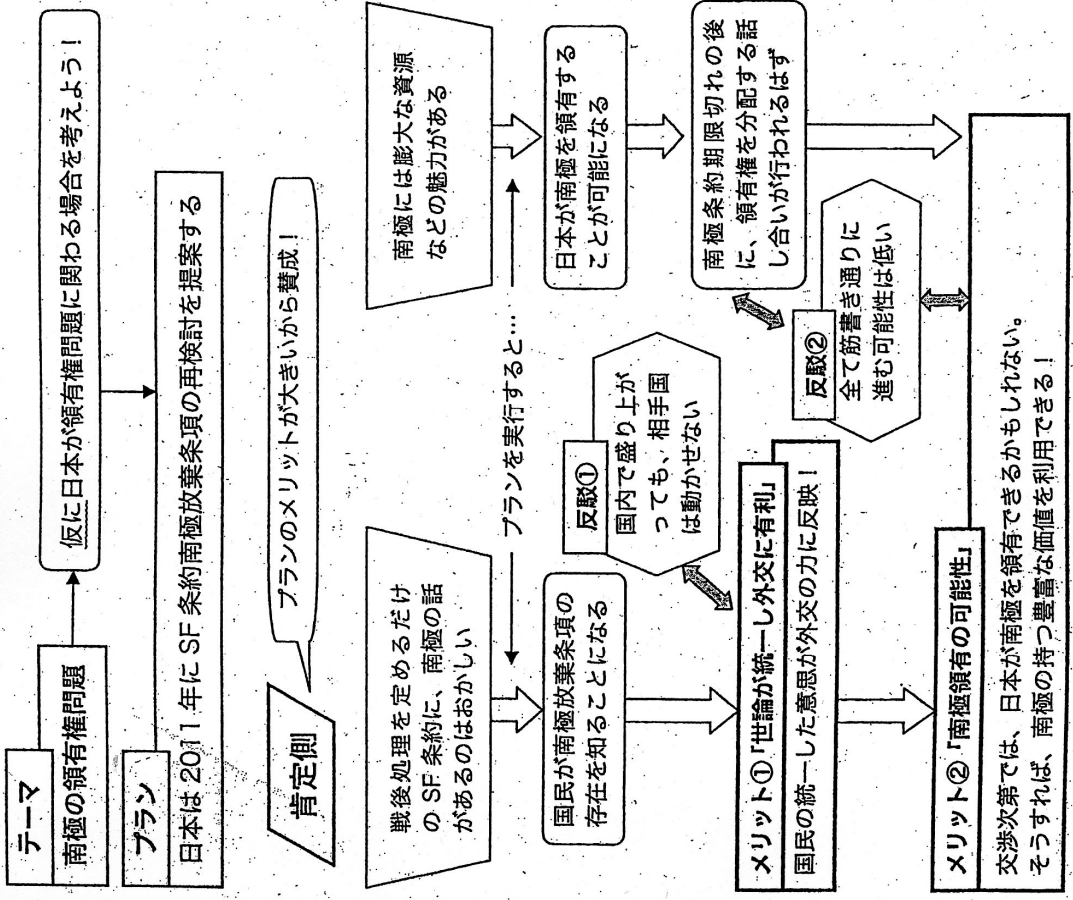 テーマ
南極の領有権問題
仮に日本が領有権問題に関わる場合を考えよう！
プラン
日本は 2011 年に SF 条約南極放棄条項の再検討を提案する
肯定側
プランのメリットが大きいから賛成！
戦後処理を定めるだけ
の SF 条約に、南極の話
があるのはおかしい
南極には膨大な資源
などの魅力がある
プランを実行すると…
国民が南極放棄条項の
存在を知ることになる
日本が南極を領有する
ことが可能になる
反駁①
国内で盛り上が
っても、相手国
は動かせない
南極条約期限切れの後
に、領有権を分配する話
し合いが行われるはず
メリット①「世論が統一し外交に有利」
国民の統一した意思が外交の力に反映！
反駁②
全て筋書き通りに
進む可能性は低い
メリット②「南極領有の可能性」
交渉次第では、日本が南極を領有できるかもしれない。
そうすれば、南極の持つ豊富な価値を利用できる！